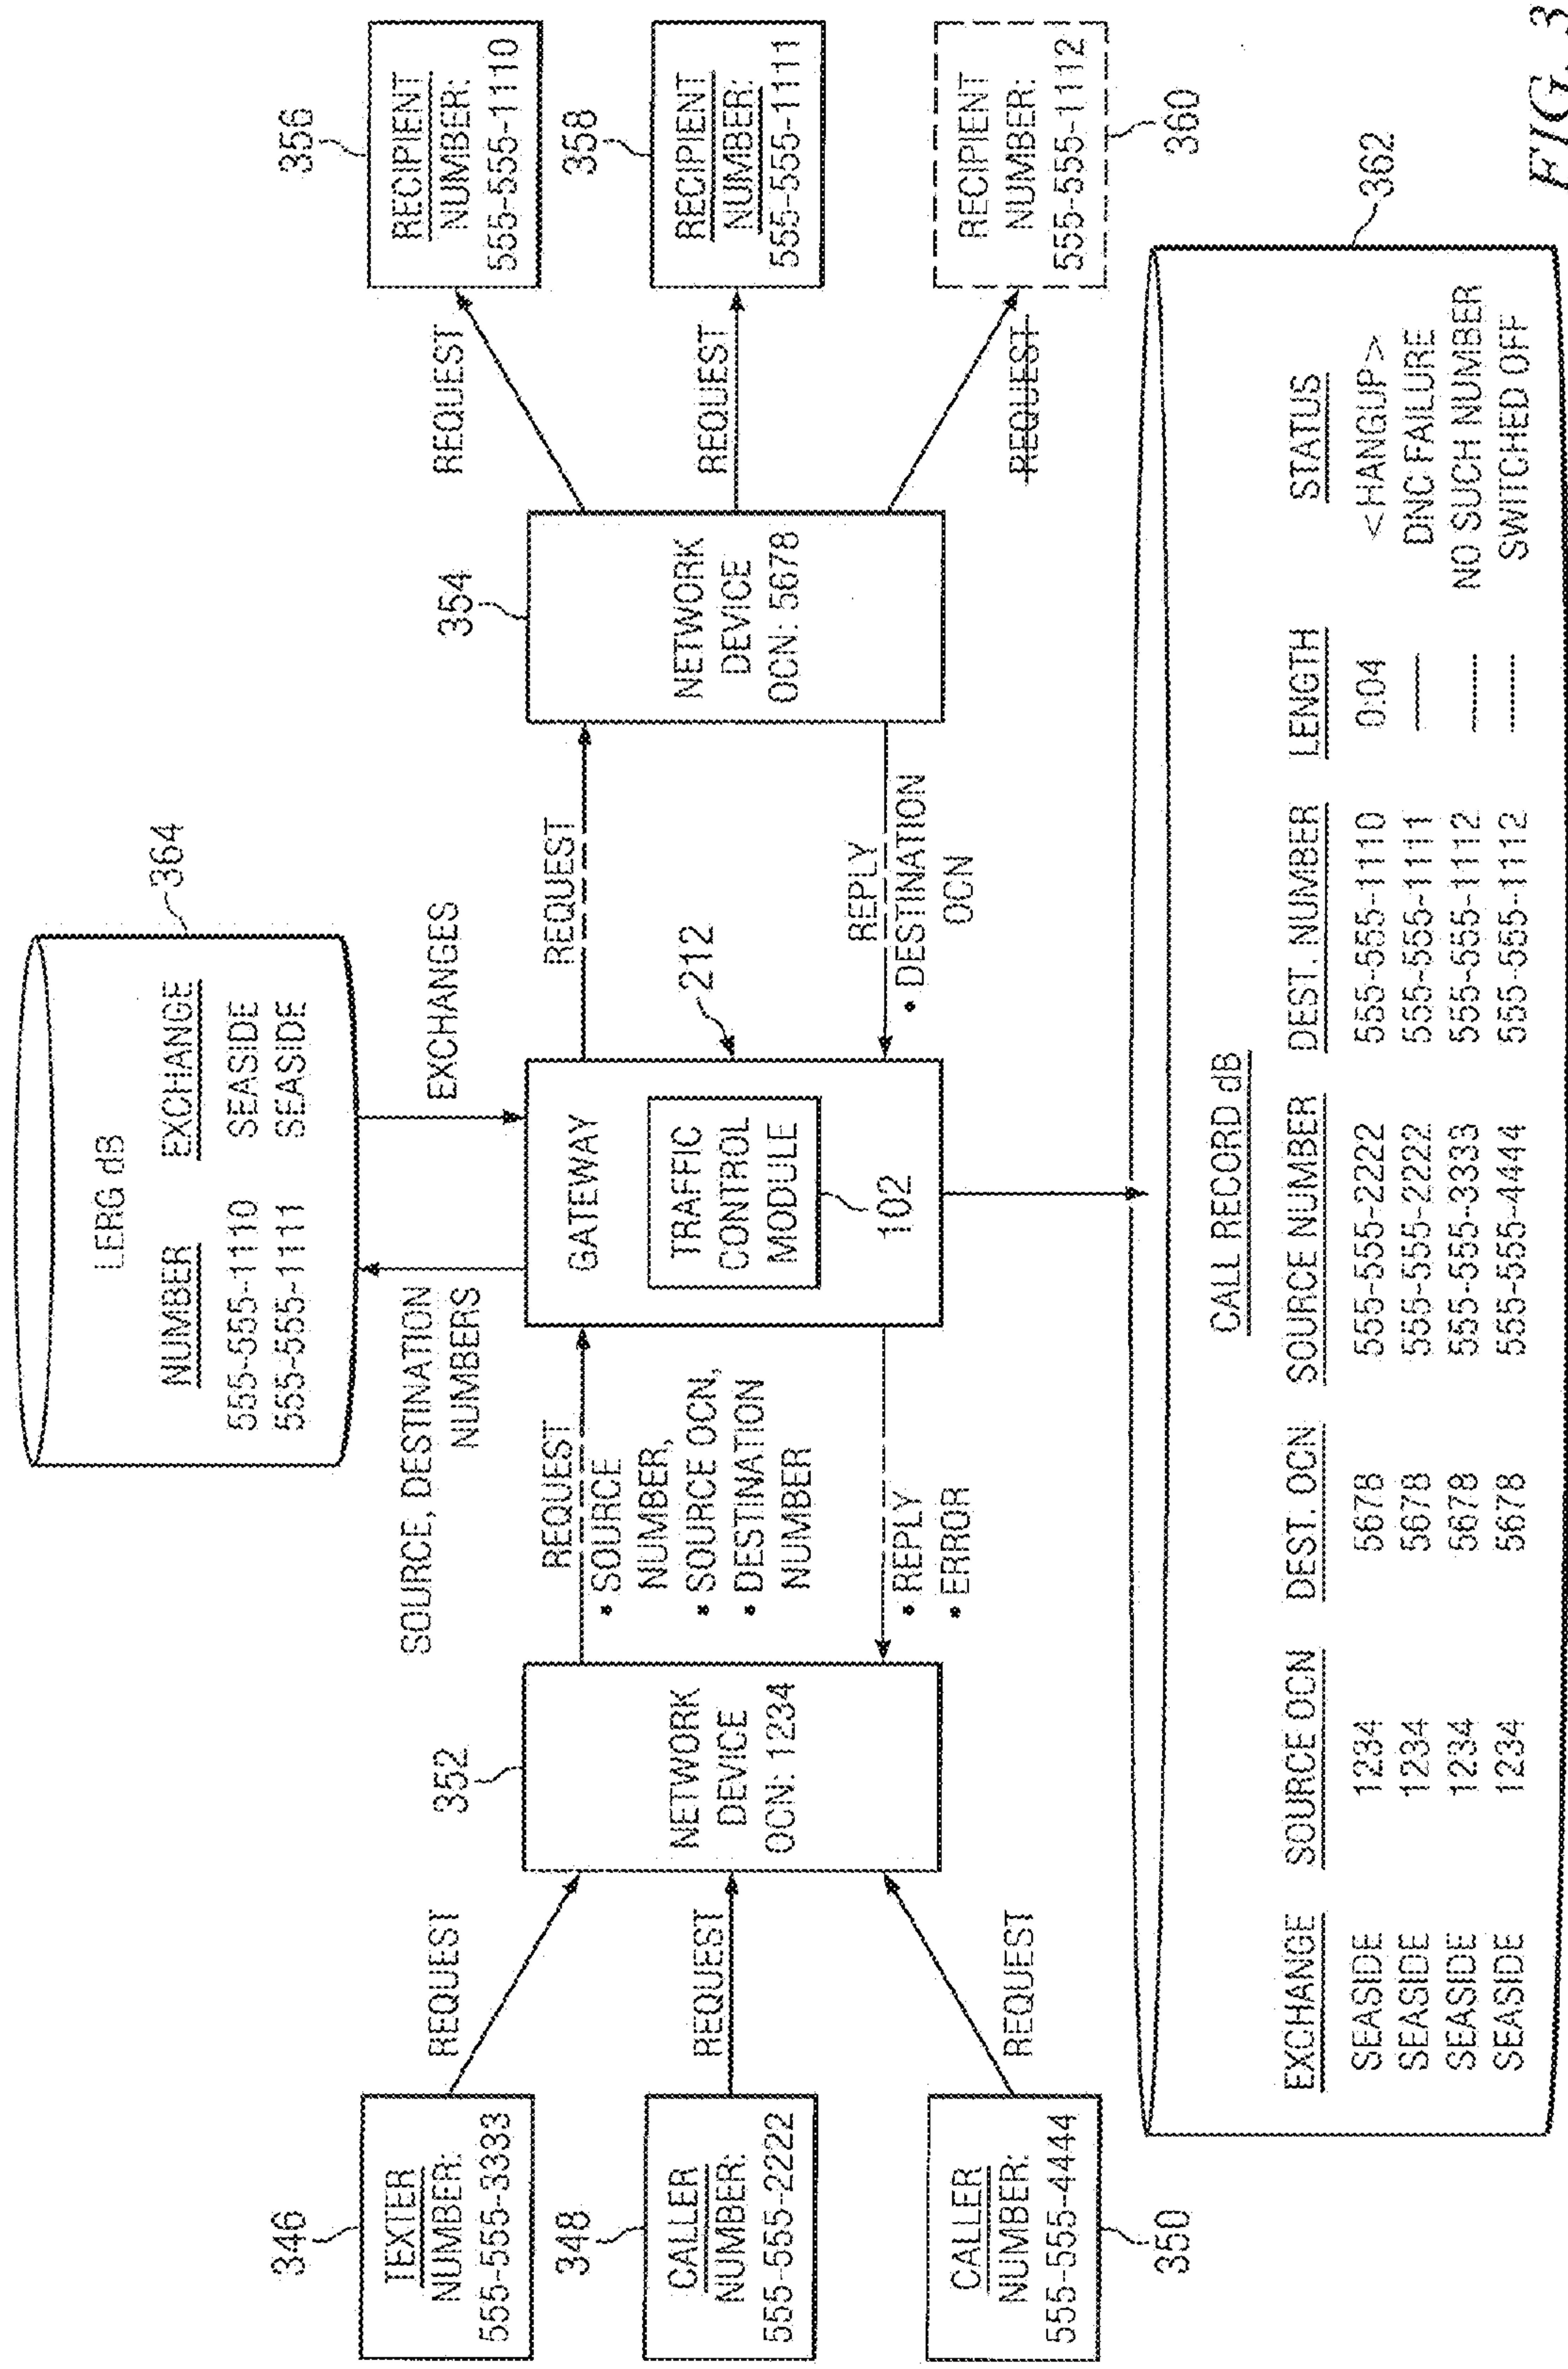 364
LERG dB
NUMBER EXCHANGE
555-555-1110 SEASIDE
555-555-1111 SEASIDE
SOURCE, DESTINATION
NUMBERS
EXCHANGES
346
TEXTER
NUMBER:
555-555-3333
REQUEST
348
CALLER
NUMBER:
555-555-2222
REQUEST
350
CALLER
NUMBER:
555-555-4444
REQUEST
352
NETWORK
DEVICE
OCN: 1234
REQUEST
• SOURCE
NUMBER,
• SOURCE OCN,
• DESTINATION
NUMBER
• REPLY
• ERROR
GATEWAY
212
TRAFFIC
CONTROL
MODULE
102
REQUEST
REPLY
• DESTINATION
OCN
354
NETWORK
DEVICE
OCN: 5678
REQUEST
356
RECIPIENT
NUMBER:
555-555-1110
REQUEST
358
RECIPIENT
NUMBER:
555-555-1111
REQUEST
RECIPIENT
NUMBER:
555-555-1112
360
362
CALL RECORD dB
EXCHANGE SOURCE OCN DEST. OCN SOURCE NUMBER DEST. NUMBER LENGTH STATUS
SEASIDE 1234 5678 555-555-2222 555-555-1110 0:04 <HANGUP>
SEASIDE 1234 5678 555-555-2222 555-555-1111 — DNC FAILURE
SEASIDE 1234 5678 555-555-3333 555-555-1112 — NO SUCH NUMBER
SEASIDE 1234 5678 555-555-4444 555-555-1112 — SWITCHED OFF
FIG. 3